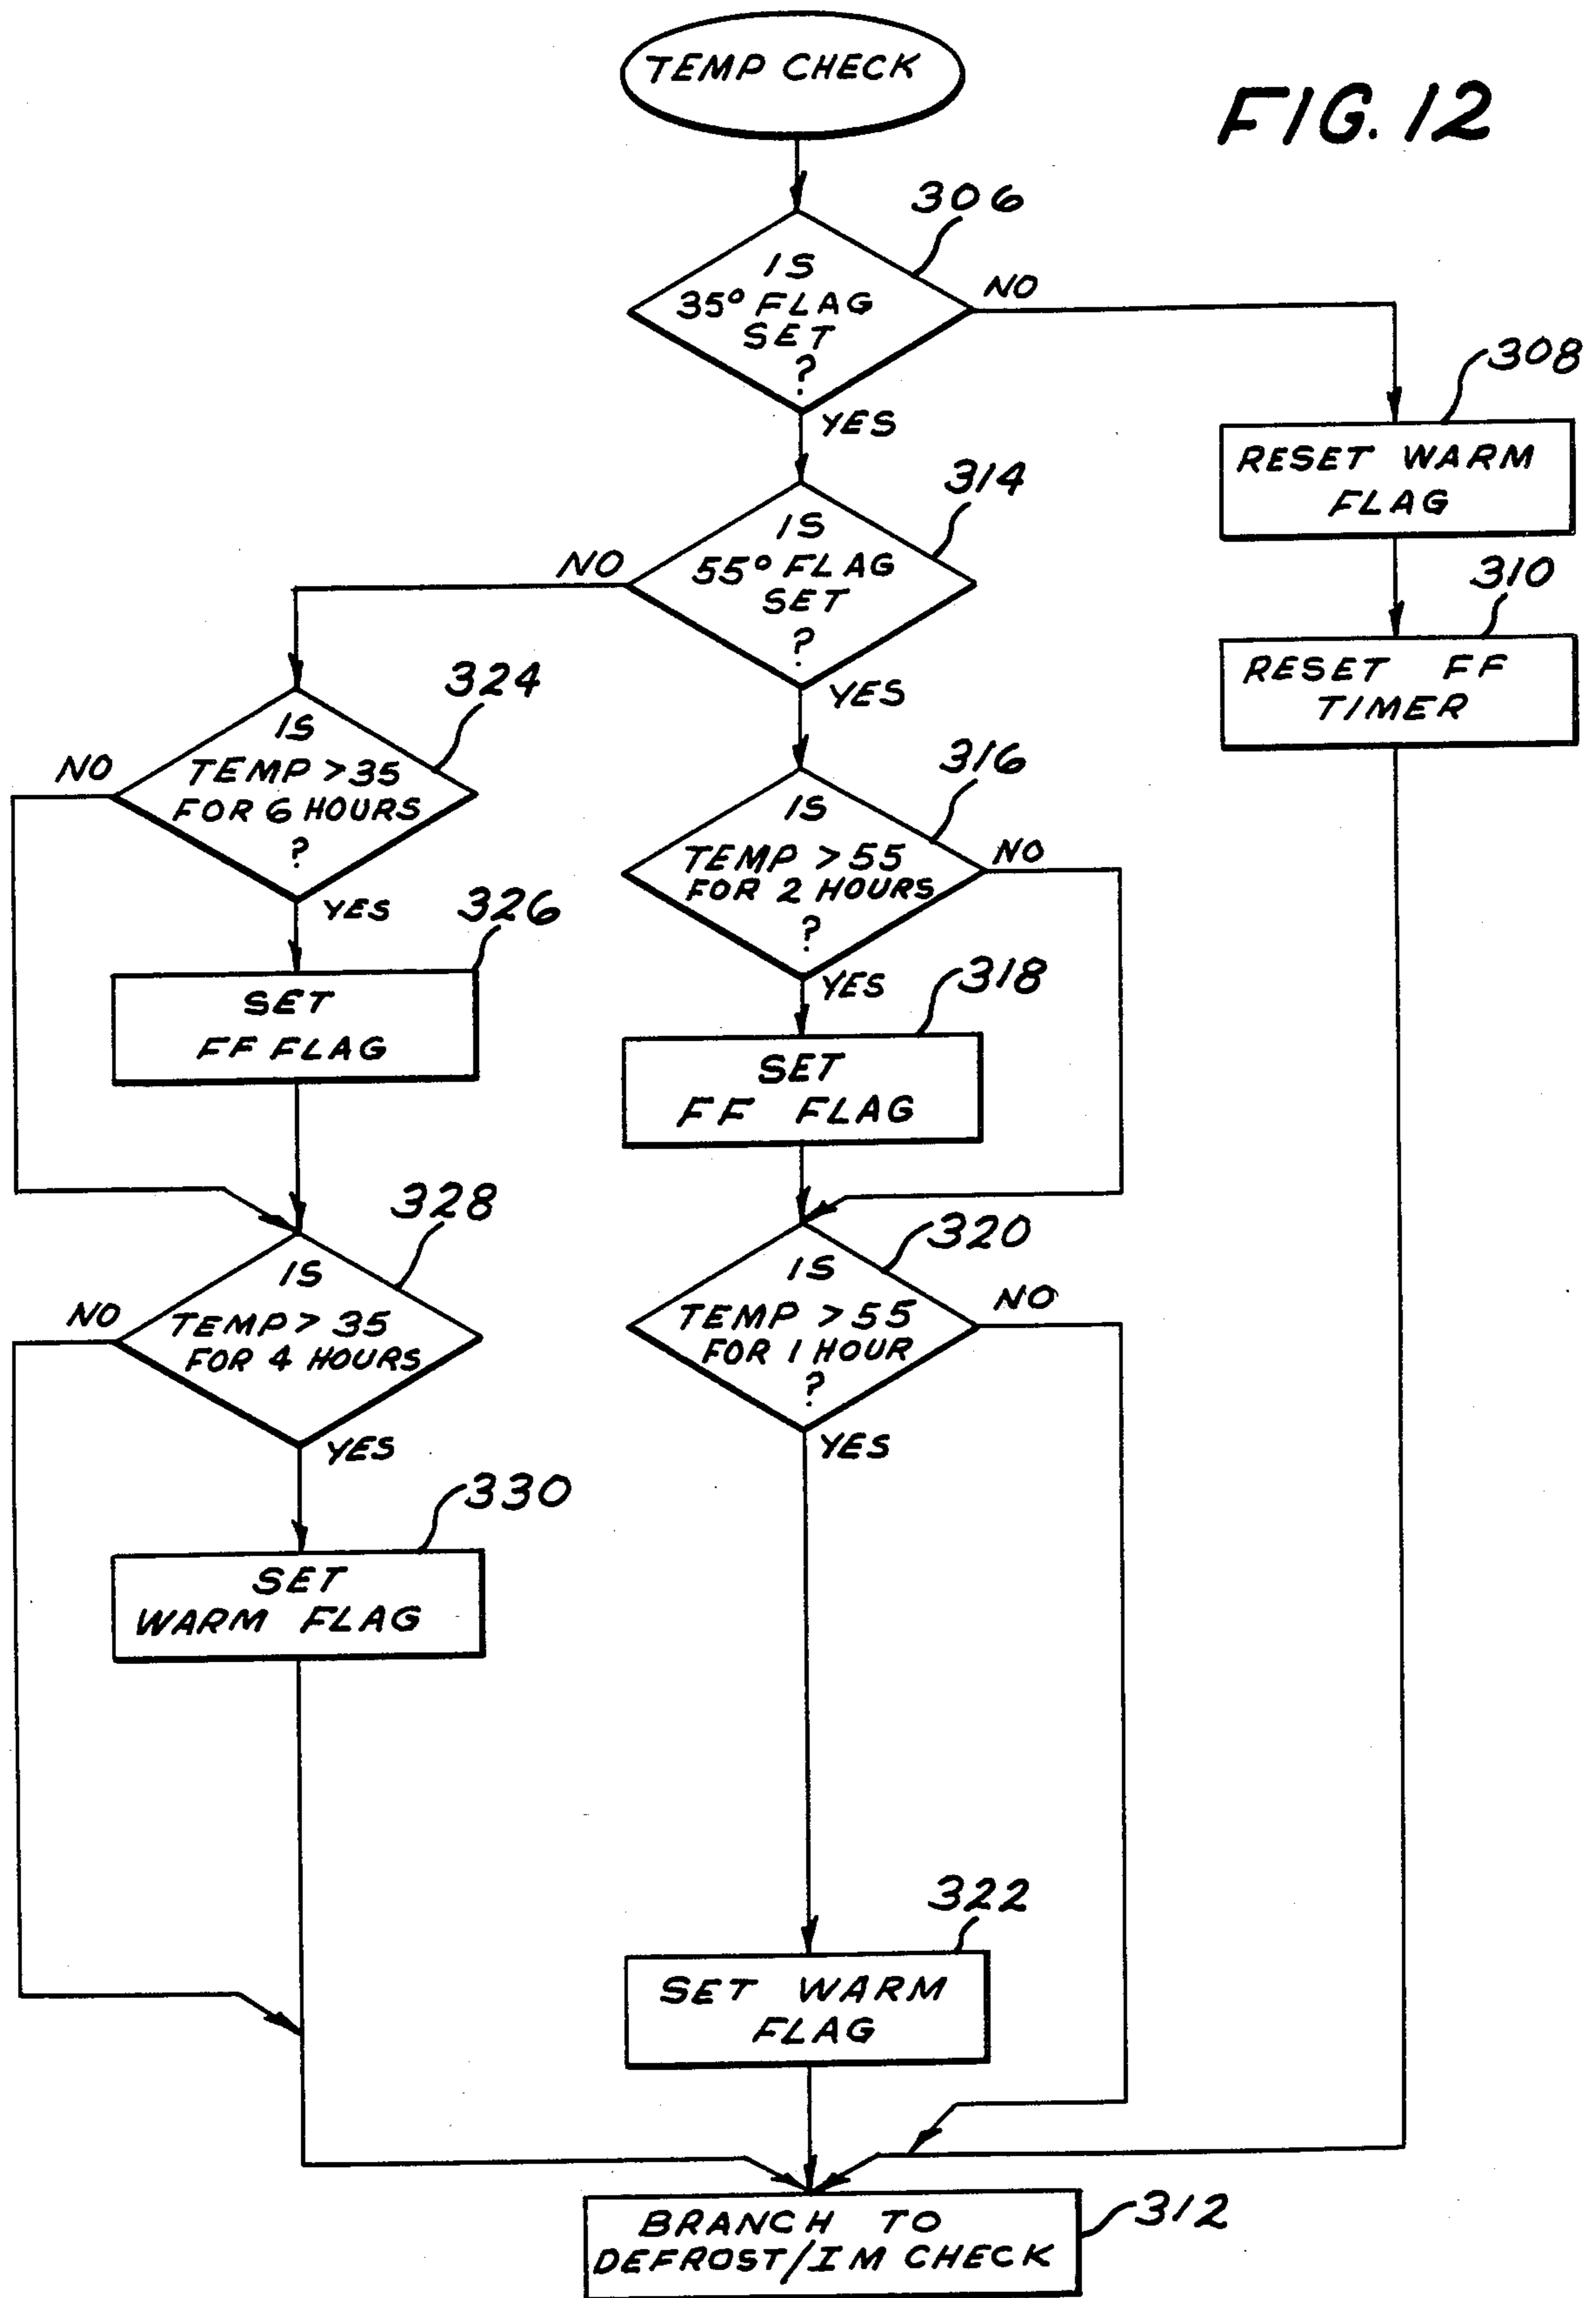 TEMP CHECK
FIG. 12
306
IS
35° FLAG
SET
?
NO
YES
308
RESET WARM
FLAG
310
RESET FF
TIMER
314
IS
55° FLAG
SET
?
NO
YES
324
IS
TEMP > 35
FOR 6 HOURS
?
NO
YES
316
IS
TEMP > 55
FOR 2 HOURS
?
NO
YES
326
SET
FF FLAG
318
SET
FF FLAG
328
IS
TEMP > 35
FOR 4 HOURS
NO
YES
320
IS
TEMP > 55
FOR 1 HOUR
?
NO
YES
330
SET
WARM FLAG
322
SET WARM
FLAG
312
BRANCH TO
DEFROST/IM CHECK